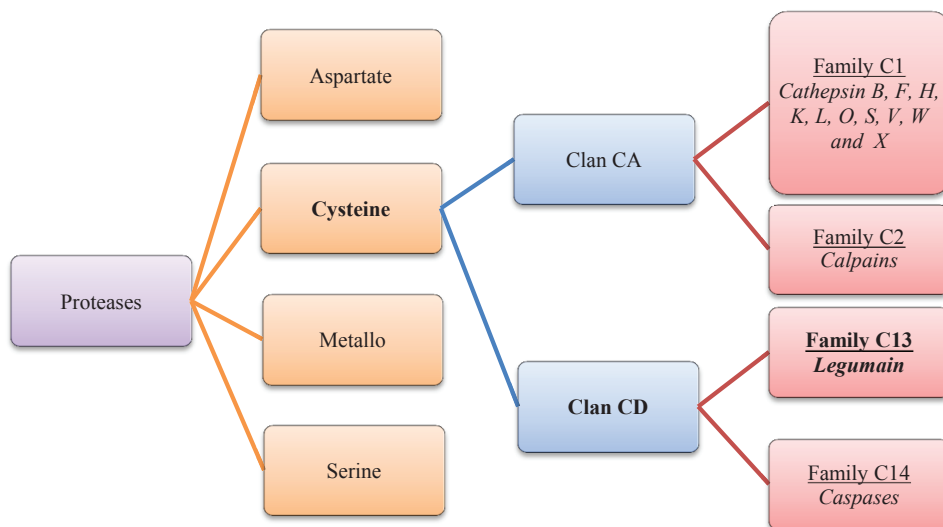 Proteases
Aspartate
Cysteine
Metallo
Serine
Clan CA
Clan CD
Family C1
Cathepsin B, F, H,
K, L, O, S, V, W
and X
Family C2
Calpains
Family C13
Legumain
Family C14
Caspases